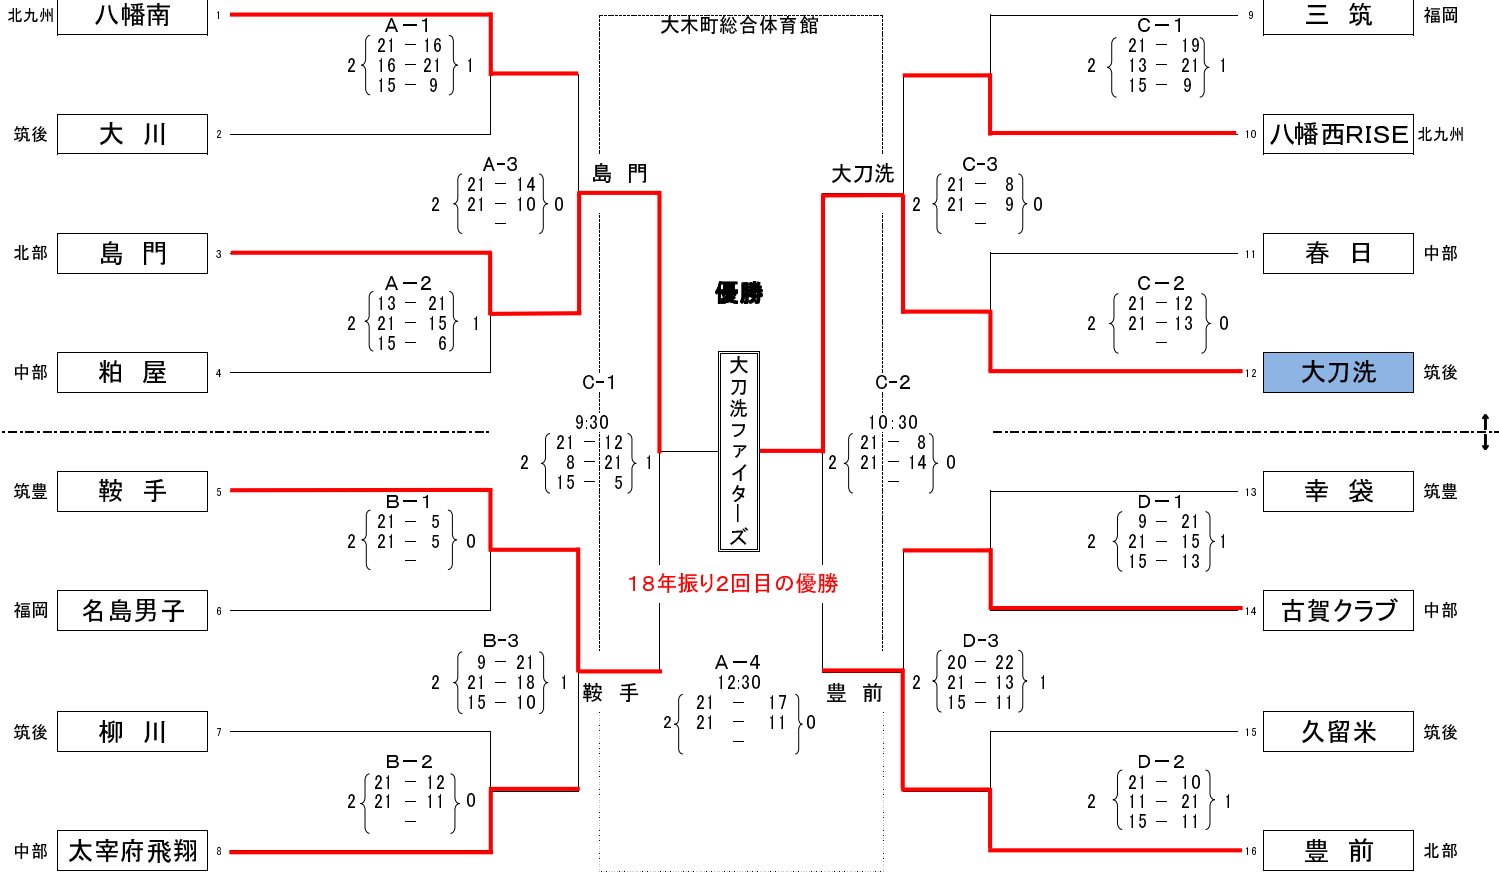 大木町総合体育館
北九州 八幡南 1
A－1
21 － 16
2 16 － 21 1
15 － 9
筑後 大川 2
A－3
21 － 14
2 21 － 10 0
－
島門
北部 島門 3
A－2
13 － 21
2 21 － 15 1
15 － 6
中部 粕屋 4
C－1
9:30
21 － 12
2 8 － 21 1
15 － 5
筑豊 鞍手 5
B－1
21 － 5
2 21 － 5 0
－
福岡 名島男子 6
B－3
9 － 21
2 21 － 18 1
15 － 10
鞍手
筑後 柳川 7
B－2
21 － 12
2 21 － 11 0
－
中部 太宰府飛翔 8
優勝
大刀洗ファイターズ
18年振り2回目の優勝
A－4
12:30
21 － 17
2 21 － 11 0
－
9 三筑 福岡
C－1
21 － 19
2 13 － 21 1
15 － 9
10 八幡西RISE 北九州
大刀洗
C－3
21 － 8
2 21 － 9 0
－
11 春日 中部
C－2
21 － 12
2 21 － 13 0
－
12 大刀洗 筑後
C－2
10:30
21 － 8
2 21 － 14 0
－
13 幸袋 筑豊
D－1
9 － 21
2 21 － 15 1
15 － 13
14 古賀クラブ 中部
D－3
20 － 22
2 21 － 13 1
15 － 11
豊前
15 久留米 筑後
D－2
21 － 10
2 11 － 21 1
15 － 11
16 豊前 北部